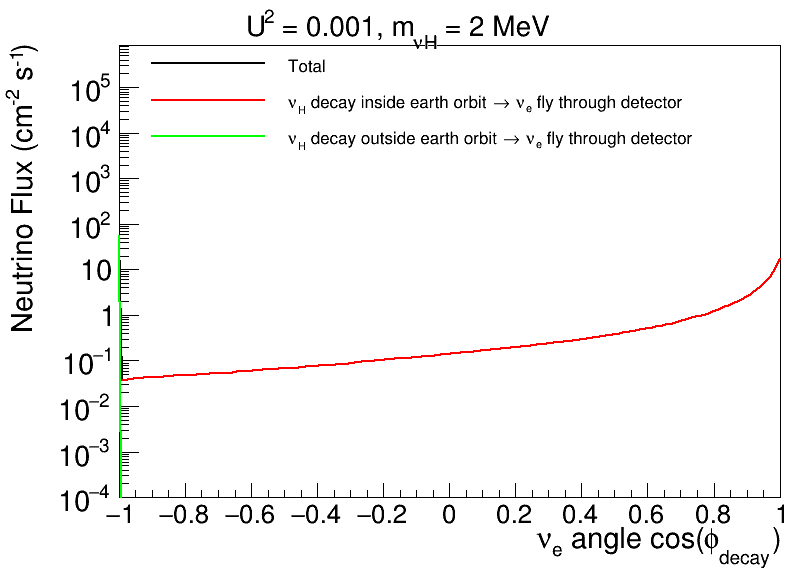 U² = 0.001, m_νH = 2 MeV
Total
ν_H decay inside earth orbit → ν_e fly through detector
ν_H decay outside earth orbit → ν_e fly through detector
Neutrino Flux (cm⁻² s⁻¹)
10⁵
10⁴
10³
10²
10
1
10⁻¹
10⁻²
10⁻³
10⁻⁴
−1 −0.8 −0.6 −0.4 −0.2 0 0.2 0.4 0.6 0.8 1
ν_e angle cos(ϕ_decay)